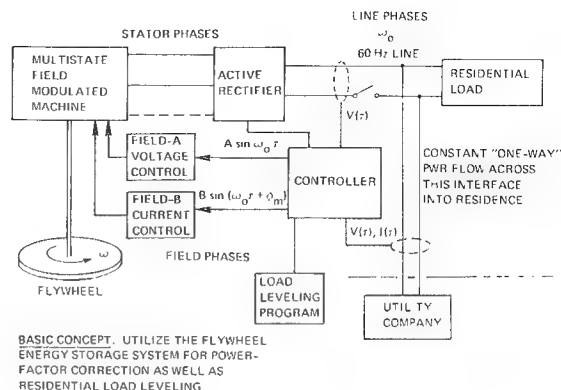 STATOR PHASES
LINE PHASES
ω₀
60 Hz LINE
MULTISTATE
FIELD
MODULATED
MACHINE
ACTIVE
RECTIFIER
RESIDENTIAL
LOAD
V(τ)
FIELD-A
VOLTAGE
CONTROL
A sin ω₀ τ
CONTROLLER
CONSTANT "ONE-WAY"
PWR FLOW ACROSS
THIS INTERFACE
INTO RESIDENCE
FIELD-B
CURRENT
CONTROL
B sin (ω₀τ + ϕₘ)
V(τ), I(τ)
ω
FIELD PHASES
FLYWHEEL
LOAD
LEVELING
PROGRAM
UTILITY
COMPANY
BASIC CONCEPT. UTILIZE THE FLYWHEEL
ENERGY STORAGE SYSTEM FOR POWER-
FACTOR CORRECTION AS WELL AS
RESIDENTIAL LOAD LEVELING